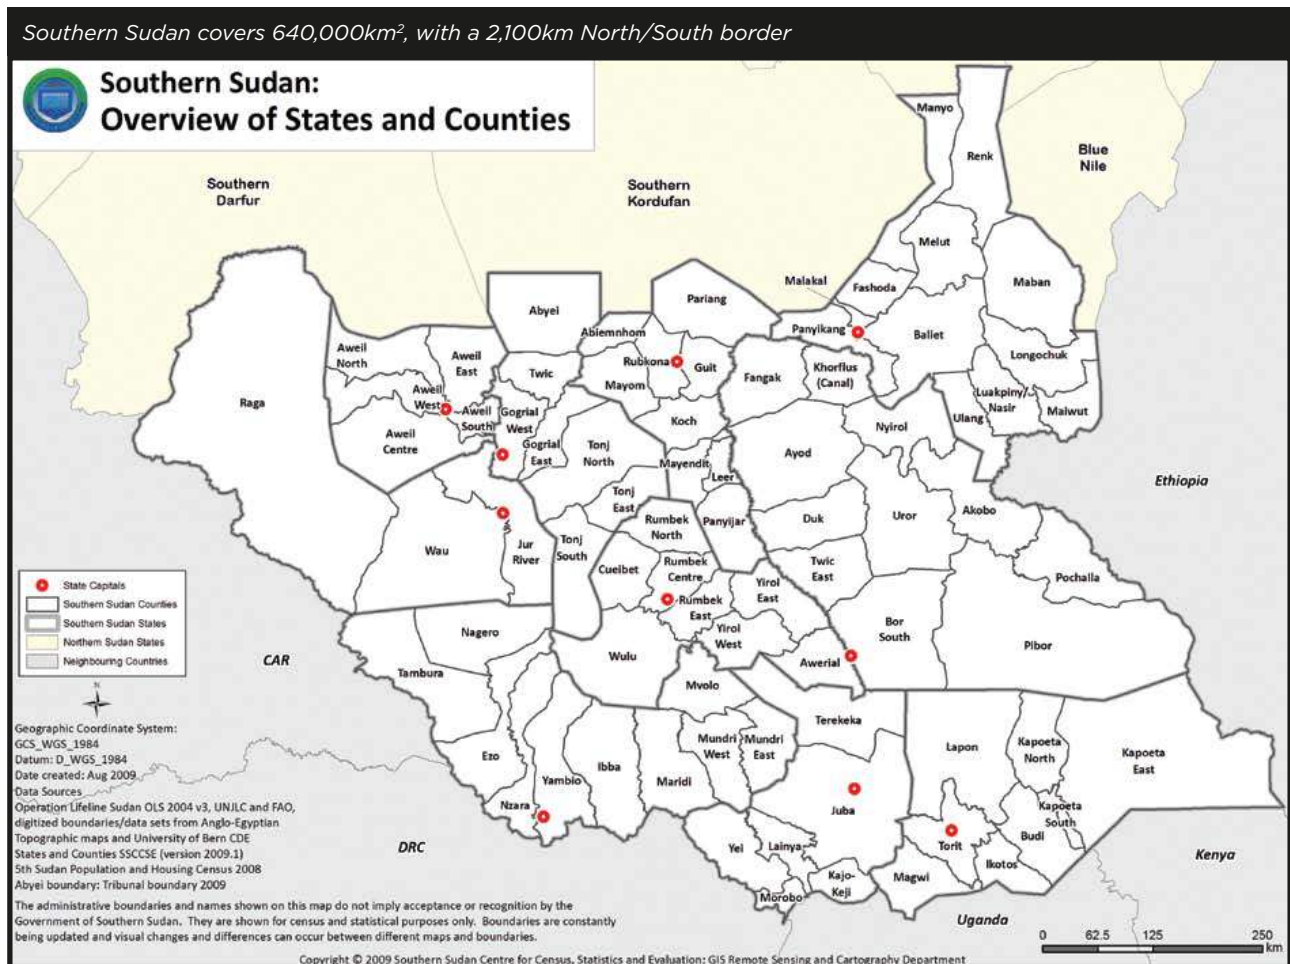 Southern Sudan covers 640,000km², with a 2,100km North/South border
Southern Sudan:
Overview of States and Counties
Southern
Darfur
Southern
Kordufan
Blue
Nile
Manyo
Renk
Melut
Maban
Malakal
Fashoda
Panyikang
Baliet
Abyei
Pariang
Abiemnhom
Rubkona
Guit
Mayom
Fangak
Khorflus
(Canal)
Longochuk
Luakpiny/
Nasir
Maiwut
Ulang
Nyirol
Aweil
North
Aweil
East
Aweil
West
Aweil
South
Aweil
Centre
Twic
Gogrial
West
Gogrial
East
Raga
Tonj
North
Koch
Mayendit
Leer
Ayod
Tonj
East
Panyijar
Duk
Uror
Akobo
Ethiopia
Wau
Jur
River
Tonj
South
Rumbek
North
Cueibet
Rumbek
Centre
Rumbek
East
Yirol
East
Yirol
West
Twic
East
Pochalla
Bor
South
Pibor
Awerial
Wulu
Nagero
Tambura
CAR
Mvolo
Terekeka
Mundri
West
Mundri
East
Lapon
Kapoeta
North
Kapoeta
East
Kapoeta
South
Ezo
Yambio
Ibba
Maridi
Nzara
Juba
Torit
Budi
Ikotos
Magwi
Yei
Lainya
Kajo-
Keji
Morobo
DRC
Kenya
Uganda
State Capitals
Southern Sudan Counties
Southern Sudan States
Northern Sudan States
Neighbouring Countries
N
Geographic Coordinate System:
GCS_WGS_1984
Datum: D_WGS_1984
Date created: Aug 2009
Data Sources
Operation Lifeline Sudan OLS 2004 v3, UNJLC and FAO,
digitized boundaries/data sets from Anglo-Egyptian
Topographic maps and University of Bern CDE
States and Counties SSCCSE (version 2009.1)
5th Sudan Population and Housing Census 2008
Abyei boundary: Tribunal boundary 2009
The administrative boundaries and names shown on this map do not imply acceptance or recognition by the
Government of Southern Sudan. They are shown for census and statistical purposes only. Boundaries are constantly
being updated and visual changes and differences can occur between different maps and boundaries.
0 62.5 125 250
km
Copyright © 2009 Southern Sudan Centre for Census, Statistics and Evaluation: GIS Remote Sensing and Cartography Department